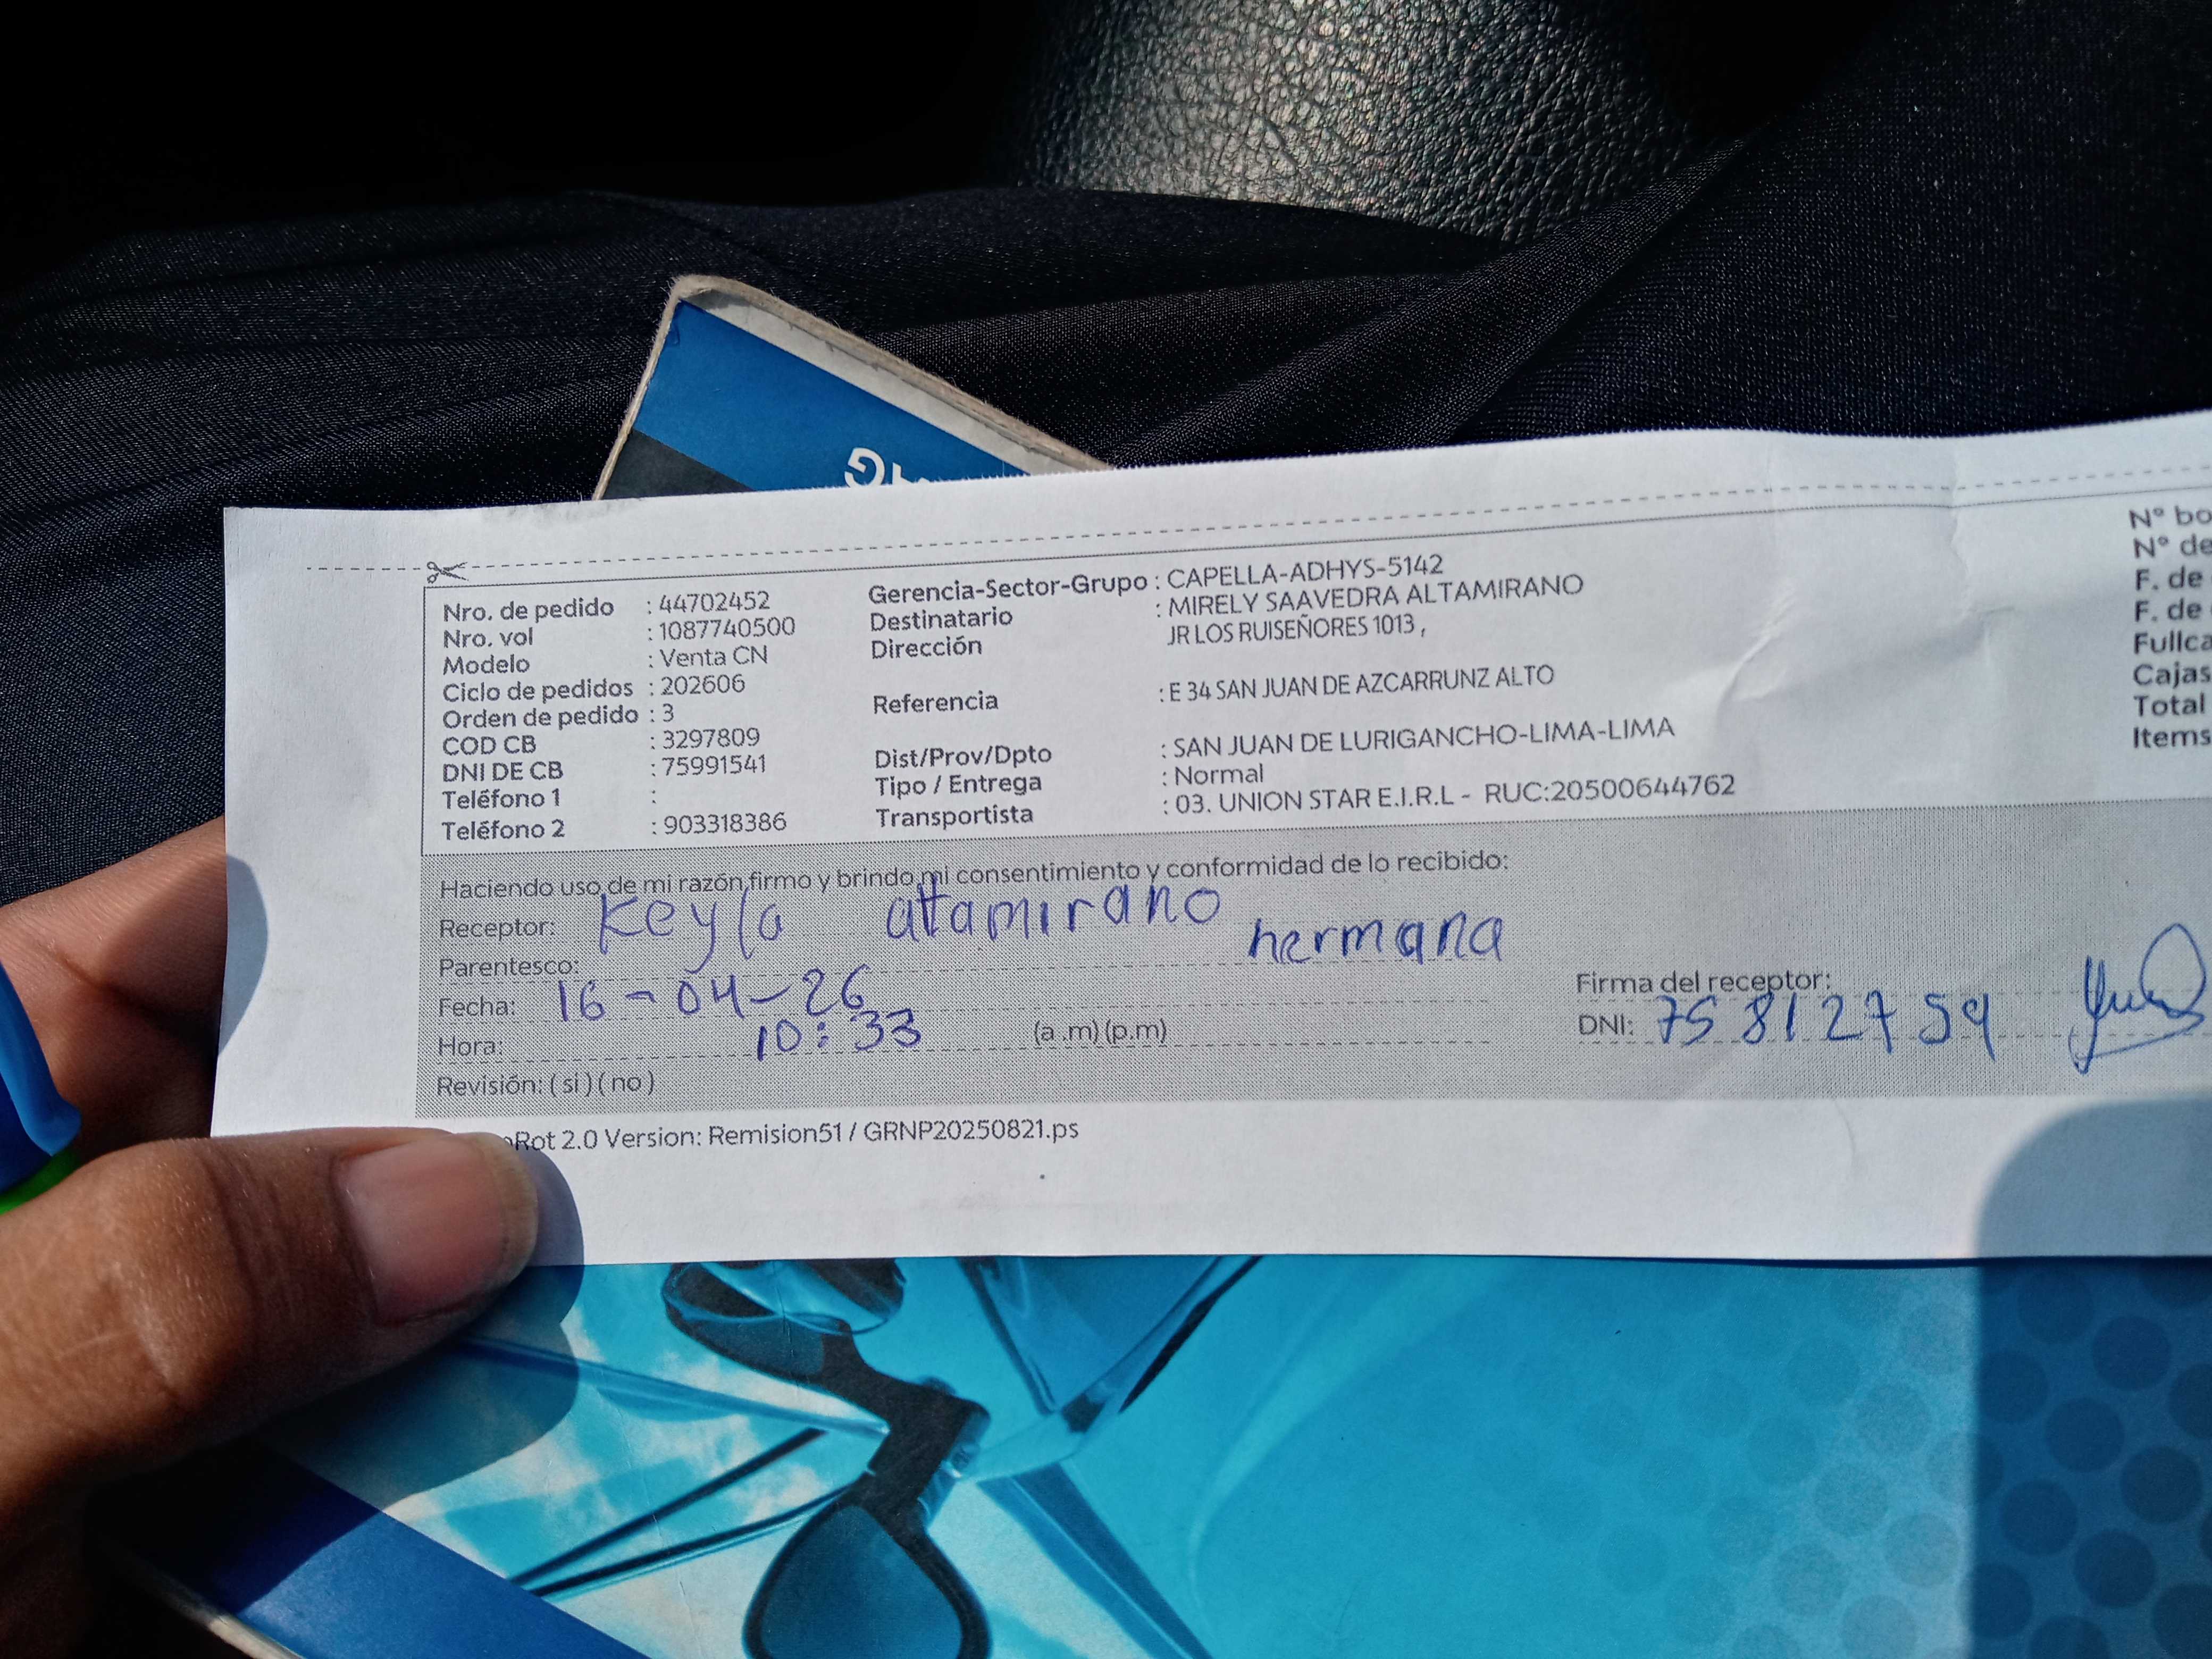 Nro. de pedido : 44702452
Nro. vol : 1087740500
Modelo : Venta CN
Ciclo de pedidos : 202606
Orden de pedido : 3
COD CB : 3297809
DNI DE CB : 75991541
Teléfono 1 :
Teléfono 2 : 903318386
Gerencia-Sector-Grupo : CAPELLA-ADHYS-5142
Destinatario : MIRELY SAAVEDRA ALTAMIRANO
Dirección JR LOS RUISEÑORES 1013 ,
Referencia : E 34 SAN JUAN DE AZCARRUNZ ALTO
Dist/Prov/Dpto : SAN JUAN DE LURIGANCHO-LIMA-LIMA
Tipo / Entrega : Normal
Transportista : 03. UNION STAR E.I.R.L - RUC:20500644762
N° bo
N° de
F. de
F. de
Fullca
Cajas
Total
Items
Haciendo uso de mi razón firmo y brindo mi consentimiento y conformidad de lo recibido:
Receptor: Keyla altamirano
Parentesco: hermana
Fecha: 16-04-26
Hora: 10:33 (a.m)(p.m)
Revisión: (si)(no)
Firma del receptor:
DNI: 75812759
Rot 2.0 Version: Remision51 / GRNP20250821.ps